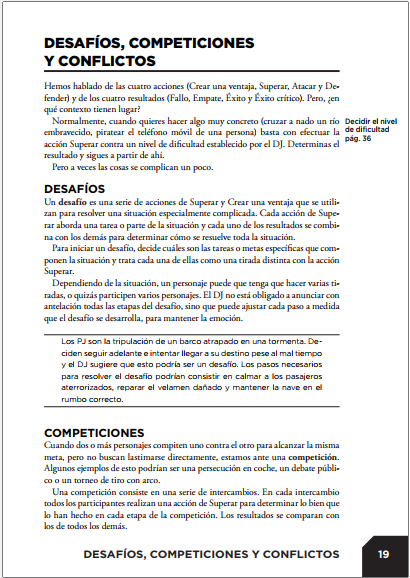 DESAFÍOS, COMPETICIONES
Y CONFLICTOS
Hemos hablado de las cuatro acciones (Crear una ventaja, Superar, Atacar y De-
fender) y de los cuatro resultados (Fallo, Empate, Éxito y Éxito crítico). Pero, ¿en
qué contexto tienen lugar?
Normalmente, cuando quieres hacer algo muy concreto (cruzar a nado un río
embravecido, piratear el teléfono móvil de una persona) basta con efectuar la
acción Superar contra un nivel de dificultad establecido por el DJ. Determinas el
resultado y sigues a partir de ahí.
Pero a veces las cosas se complican un poco.
Decidir el nivel
de dificultad
pág. 36
DESAFÍOS
Un desafío es una serie de acciones de Superar y Crear una ventaja que se utili-
zan para resolver una situación especialmente complicada. Cada acción de Supe-
rar aborda una tarea o parte de la situación y cada uno de los resultados se combi-
na con los demás para determinar cómo se resuelve toda la situación.
Para iniciar un desafío, decide cuáles son las tareas o metas específicas que com-
ponen la situación y trata cada una de ellas como una tirada distinta con la acción
Superar.
Dependiendo de la situación, un personaje puede que tenga que hacer varias ti-
radas, o quizás participen varios personajes. El DJ no está obligado a anunciar con
antelación todas las etapas del desafío, sino que puede ajustar cada paso a medida
que el desafío se desarrolla, para mantener la emoción.
Los PJ son la tripulación de un barco atrapado en una tormenta. De-
ciden seguir adelante e intentar llegar a su destino pese al mal tiempo
y el DJ sugiere que esto podría ser un desafío. Los pasos necesarios
para resolver el desafío podrían consistir en calmar a los pasajeros
aterrorizados, reparar el velamen dañado y mantener la nave en el
rumbo correcto.
COMPETICIONES
Cuando dos o más personajes compiten uno contra el otro para alcanzar la misma
meta, pero no buscan lastimarse directamente, estamos ante una competición.
Algunos ejemplos de esto podrían ser una persecución en coche, un debate públi-
co o un torneo de tiro con arco.
Una competición consiste en una serie de intercambios. En cada intercambio
todos los participantes realizan una acción de Superar para determinar lo bien que
lo han hecho en cada etapa de la competición. Los resultados se comparan con
los de todos los demás.
DESAFÍOS, COMPETICIONES Y CONFLICTOS 19